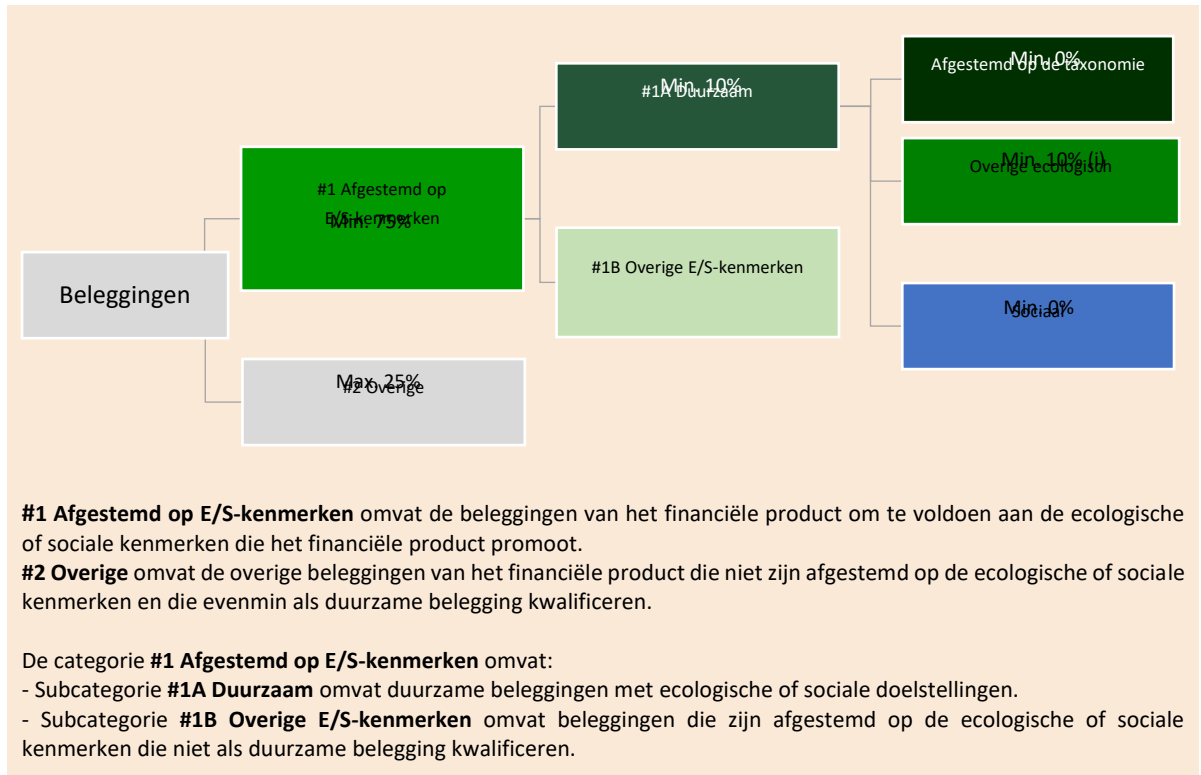 Min. 0%
Afgestemd op de taxonomie
Min. 10%
#1A Duurzaam
Min. 10% (i)
Overige ecologisch
#1 Afgestemd op
E/S-kenmerken
Min. 75%
#1B Overige E/S-kenmerken
Beleggingen
Min. 0%
Sociaal
Max. 25%
#2 Overige
#1 Afgestemd op E/S-kenmerken omvat de beleggingen van het financiële product om te voldoen aan de ecologische
of sociale kenmerken die het financiële product promoot.
#2 Overige omvat de overige beleggingen van het financiële product die niet zijn afgestemd op de ecologische of sociale
kenmerken en die evenmin als duurzame belegging kwalificeren.
De categorie #1 Afgestemd op E/S-kenmerken omvat:
- Subcategorie #1A Duurzaam omvat duurzame beleggingen met ecologische of sociale doelstellingen.
- Subcategorie #1B Overige E/S-kenmerken omvat beleggingen die zijn afgestemd op de ecologische of sociale
kenmerken die niet als duurzame belegging kwalificeren.